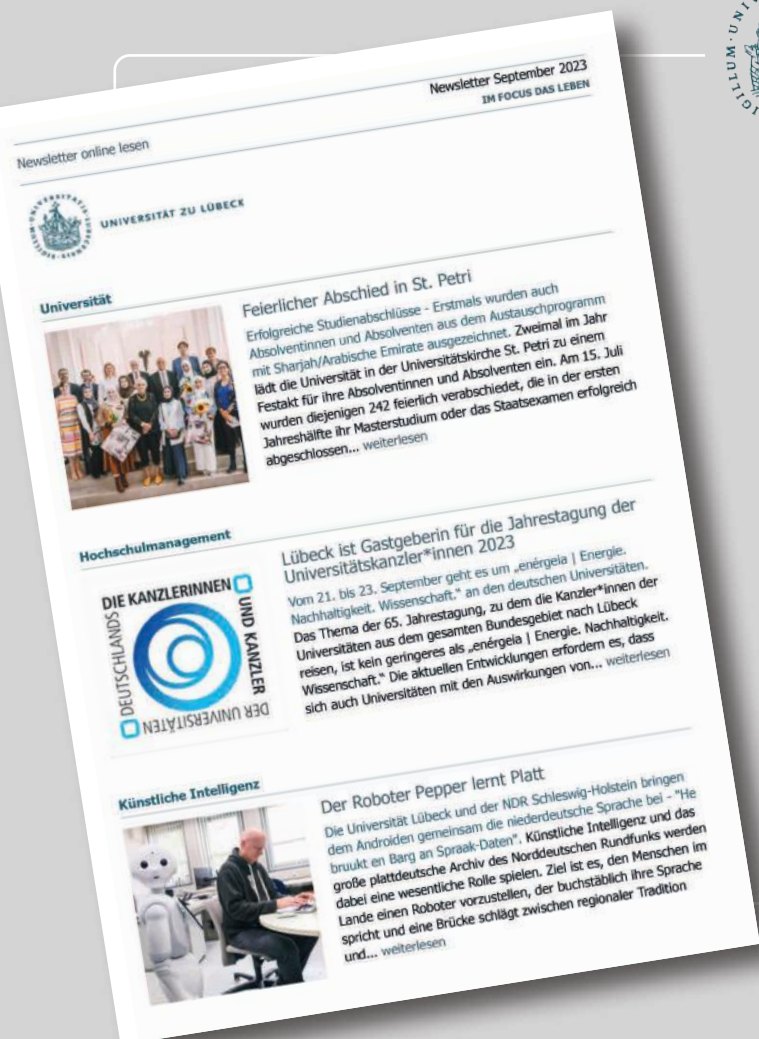 Newsletter September 2023
IM FOCUS DAS LEBEN
Newsletter online lesen
UNIVERSITÄT ZU LÜBECK
Universität
Feierlicher Abschied in St. Petri
Erfolgreiche Studienabschlüsse - Erstmals wurden auch
Absolventinnen und Absolventen aus dem Austauschprogramm
mit Sharjah/Arabische Emirate ausgezeichnet. Zweimal im Jahr
lädt die Universität in der Universitätskirche St. Petri zu einem
Festakt für ihre Absolventinnen und Absolventen ein. Am 15. Juli
wurden diejenigen 242 feierlich verabschiedet, die in der ersten
Jahreshälfte ihr Masterstudium oder das Staatsexamen erfolgreich
abgeschlossen... weiterlesen
Hochschulmanagement
Lübeck ist Gastgeberin für die Jahrestagung der
Universitätskanzler*innen 2023
Vom 21. bis 23. September geht es um „enérgeia | Energie.
Nachhaltigkeit. Wissenschaft." an den deutschen Universitäten.
Das Thema der 65. Jahrestagung, zu dem die Kanzler*innen der
Universitäten aus dem gesamten Bundesgebiet nach Lübeck
reisen, ist kein geringeres als „enérgeia | Energie. Nachhaltigkeit.
Wissenschaft." Die aktuellen Entwicklungen erfordern es, dass
sich auch Universitäten mit den Auswirkungen von... weiterlesen
DIE KANZLERINNEN
UND KANZLER
DER UNIVERSITÄTEN
DEUTSCHLANDS
Künstliche Intelligenz
Der Roboter Pepper lernt Platt
Die Universität Lübeck und der NDR Schleswig-Holstein bringen
dem Androiden gemeinsam die niederdeutsche Sprache bei - "He
bruukt en Barg an Spraak-Daten". Künstliche Intelligenz und das
große plattdeutsche Archiv des Norddeutschen Rundfunks werden
dabei eine wesentliche Rolle spielen. Ziel ist es, den Menschen im
Lande einen Roboter vorzustellen, der buchstäblich ihre Sprache
spricht und eine Brücke schlägt zwischen regionaler Tradition
und... weiterlesen